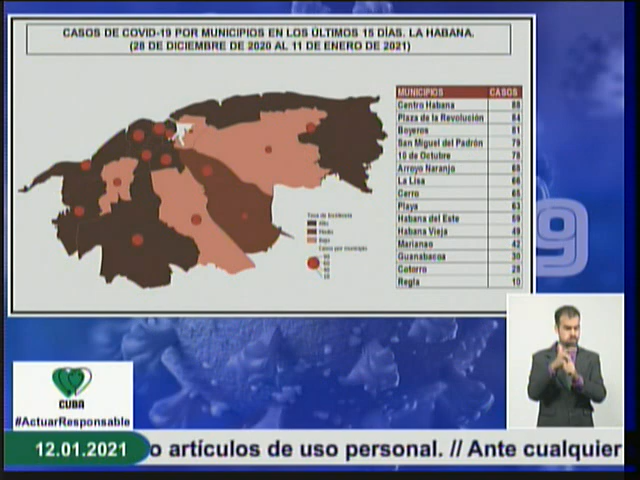 CASOS DE COVID-19 POR MUNICIPIOS EN LOS ÚLTIMOS 15 DÍAS. LA HABANA.
(28 DE DICIEMBRE DE 2020 AL 11 DE ENERO DE 2021)
MUNICIPIOS CASOS
Centro Habana 88
Plaza de la Revolución 84
Boyeros 81
San Miguel del Padrón 79
10 de Octubre 78
Arroyo Naranjo 68
La Lisa 66
Cerro 65
Playa 63
Habana del Este 59
Habana Vieja 49
Marianao 42
Guanabacoa 30
Cotorro 28
Regla 10
Tasa de incidencia
Alto
Medio
Bajo
Casos por municipio
9
CUBA
#ActuarResponsable
12.01.2021 o artículos de uso personal. // Ante cualquier